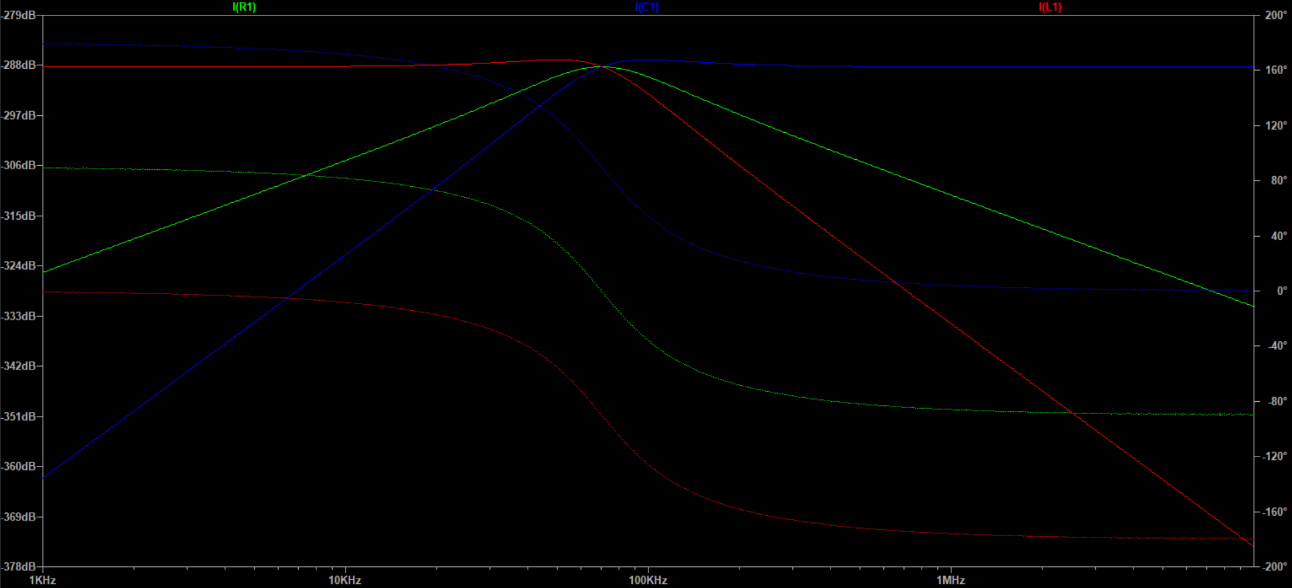 I(R1) I(C1) I(L1)
-279dB 200°
-288dB 160°
-297dB 120°
-306dB 80°
-315dB 40°
-324dB 0°
-333dB -40°
-342dB -80°
-351dB -120°
-360dB -160°
-369dB -200°
-378dB
1KHz 10KHz 100KHz 1MHz